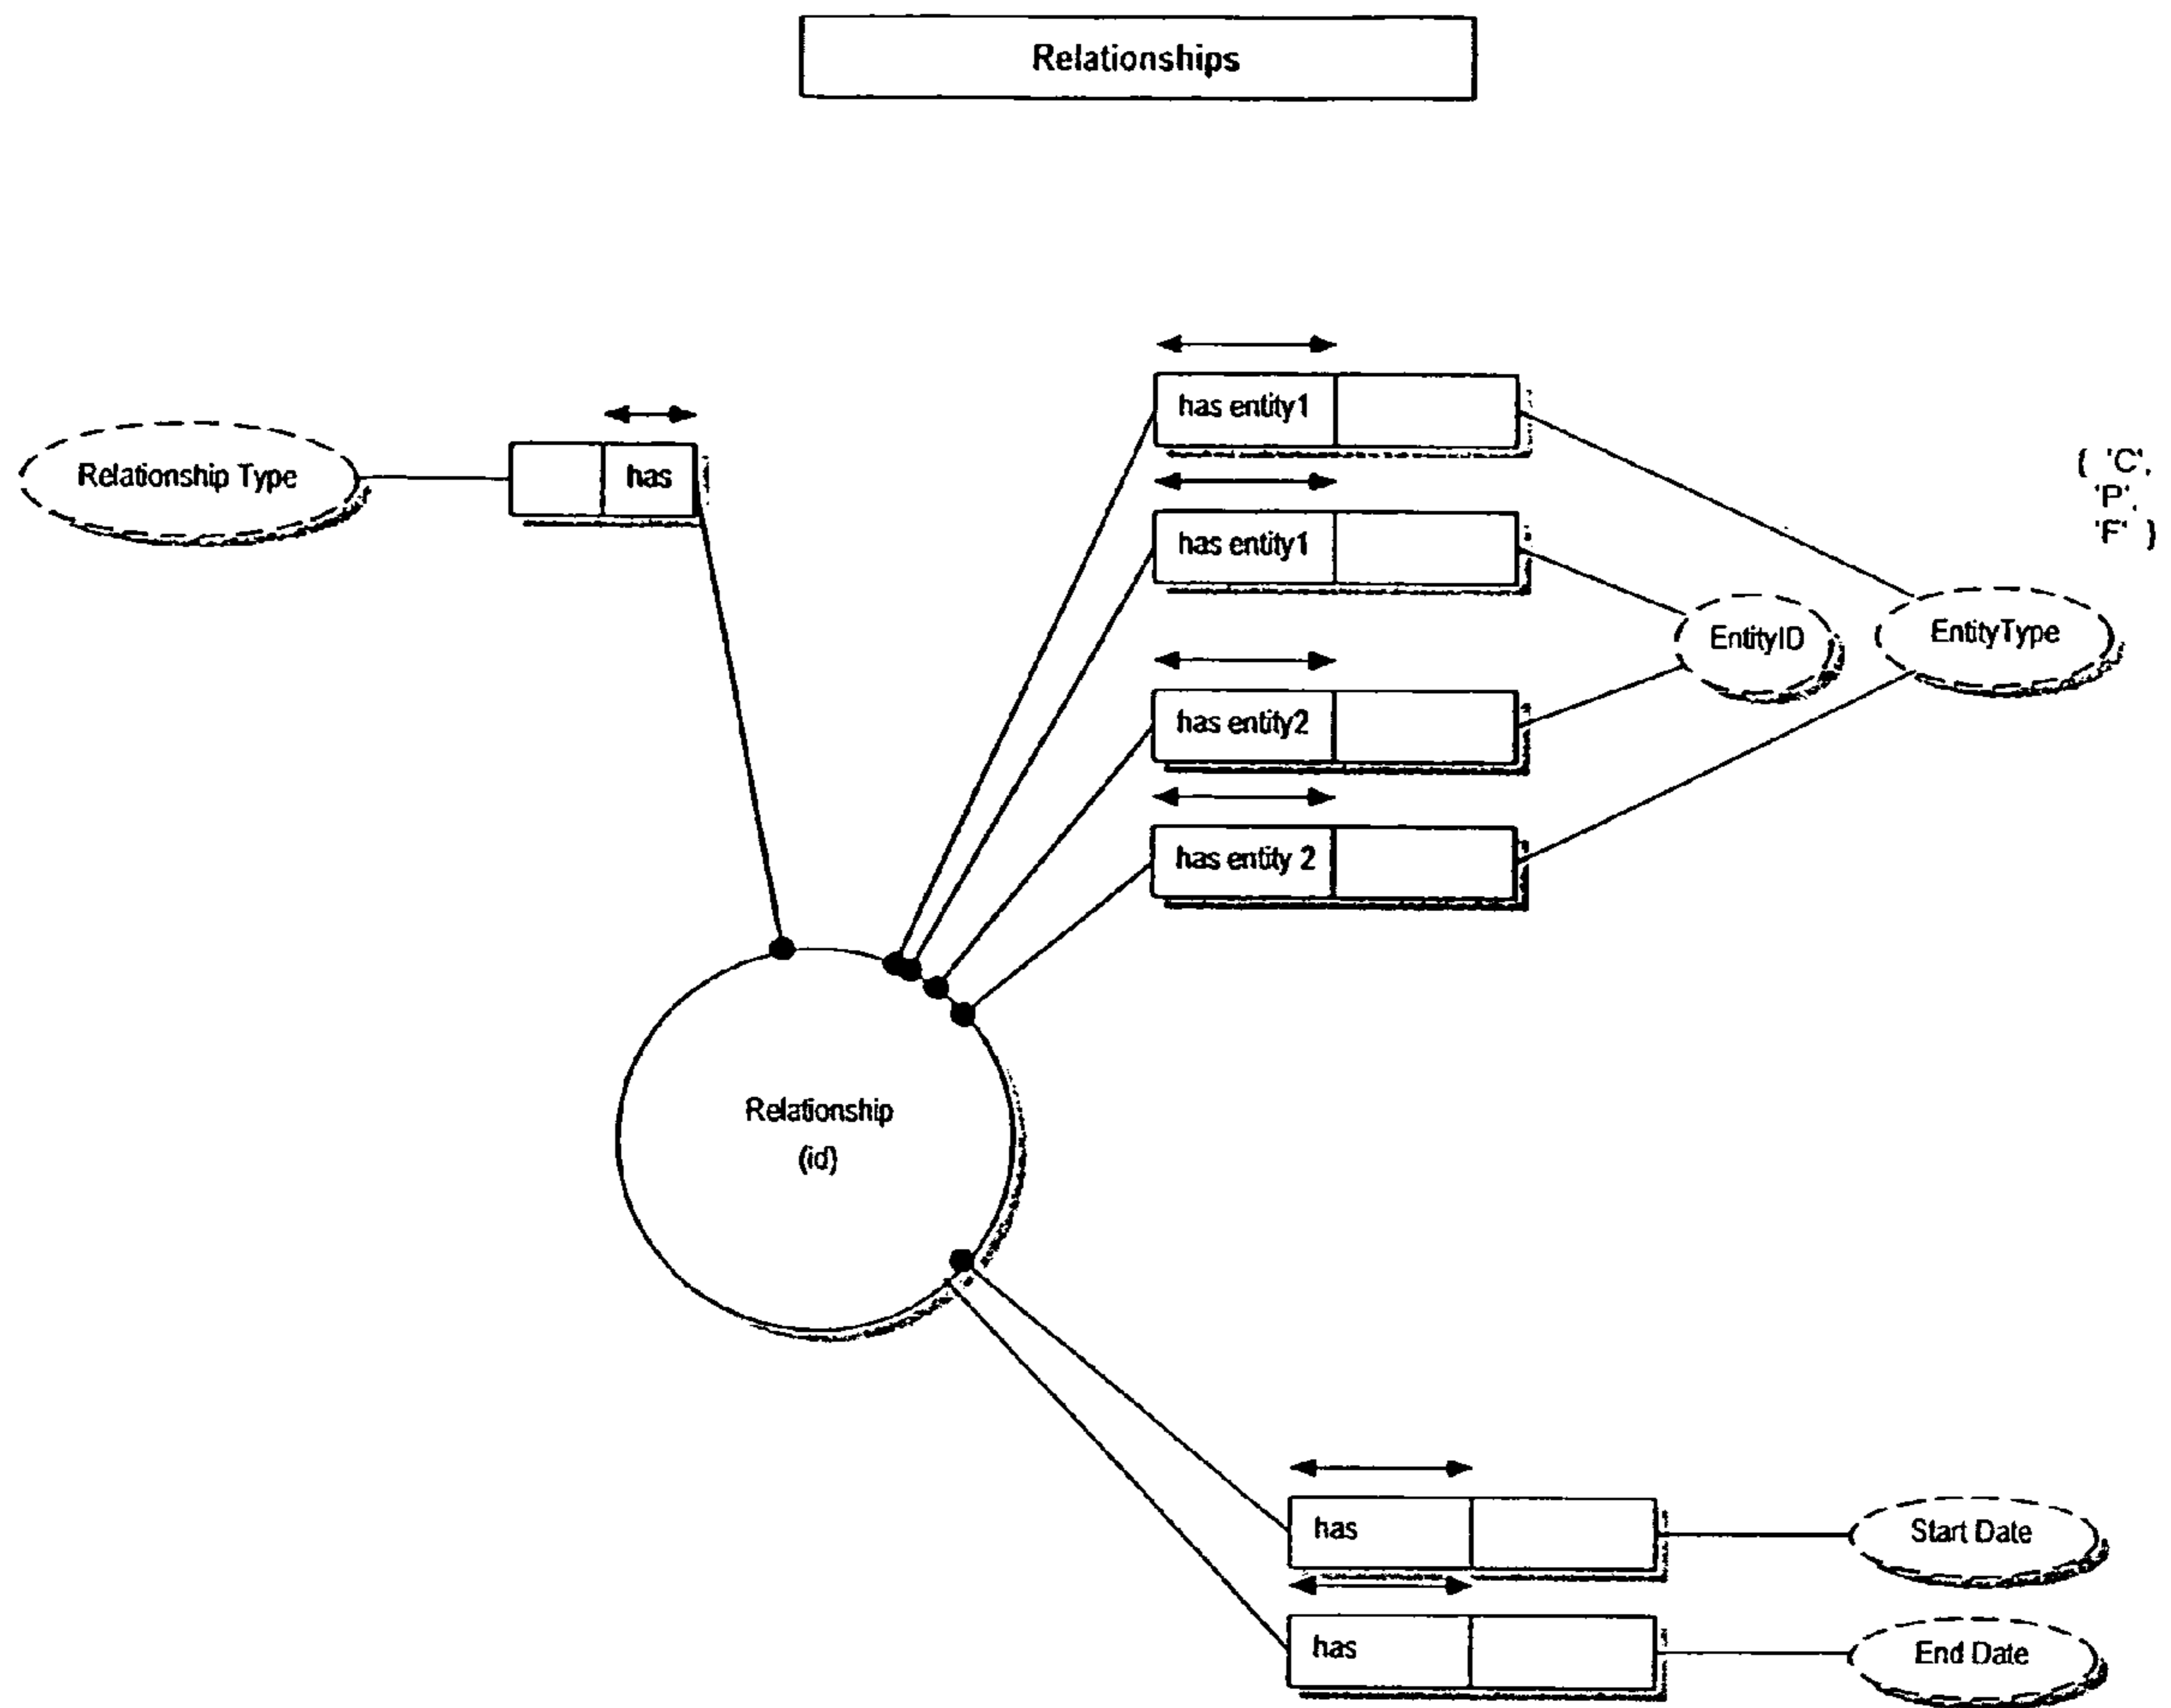 Relationships
has entity1
Relationship Type
has
{ 'C',
'P',
'F' }
has entity1
EntityID
EntityType
has entity2
has entity 2
Relationship
(id)
has
Start Date
has
End Date